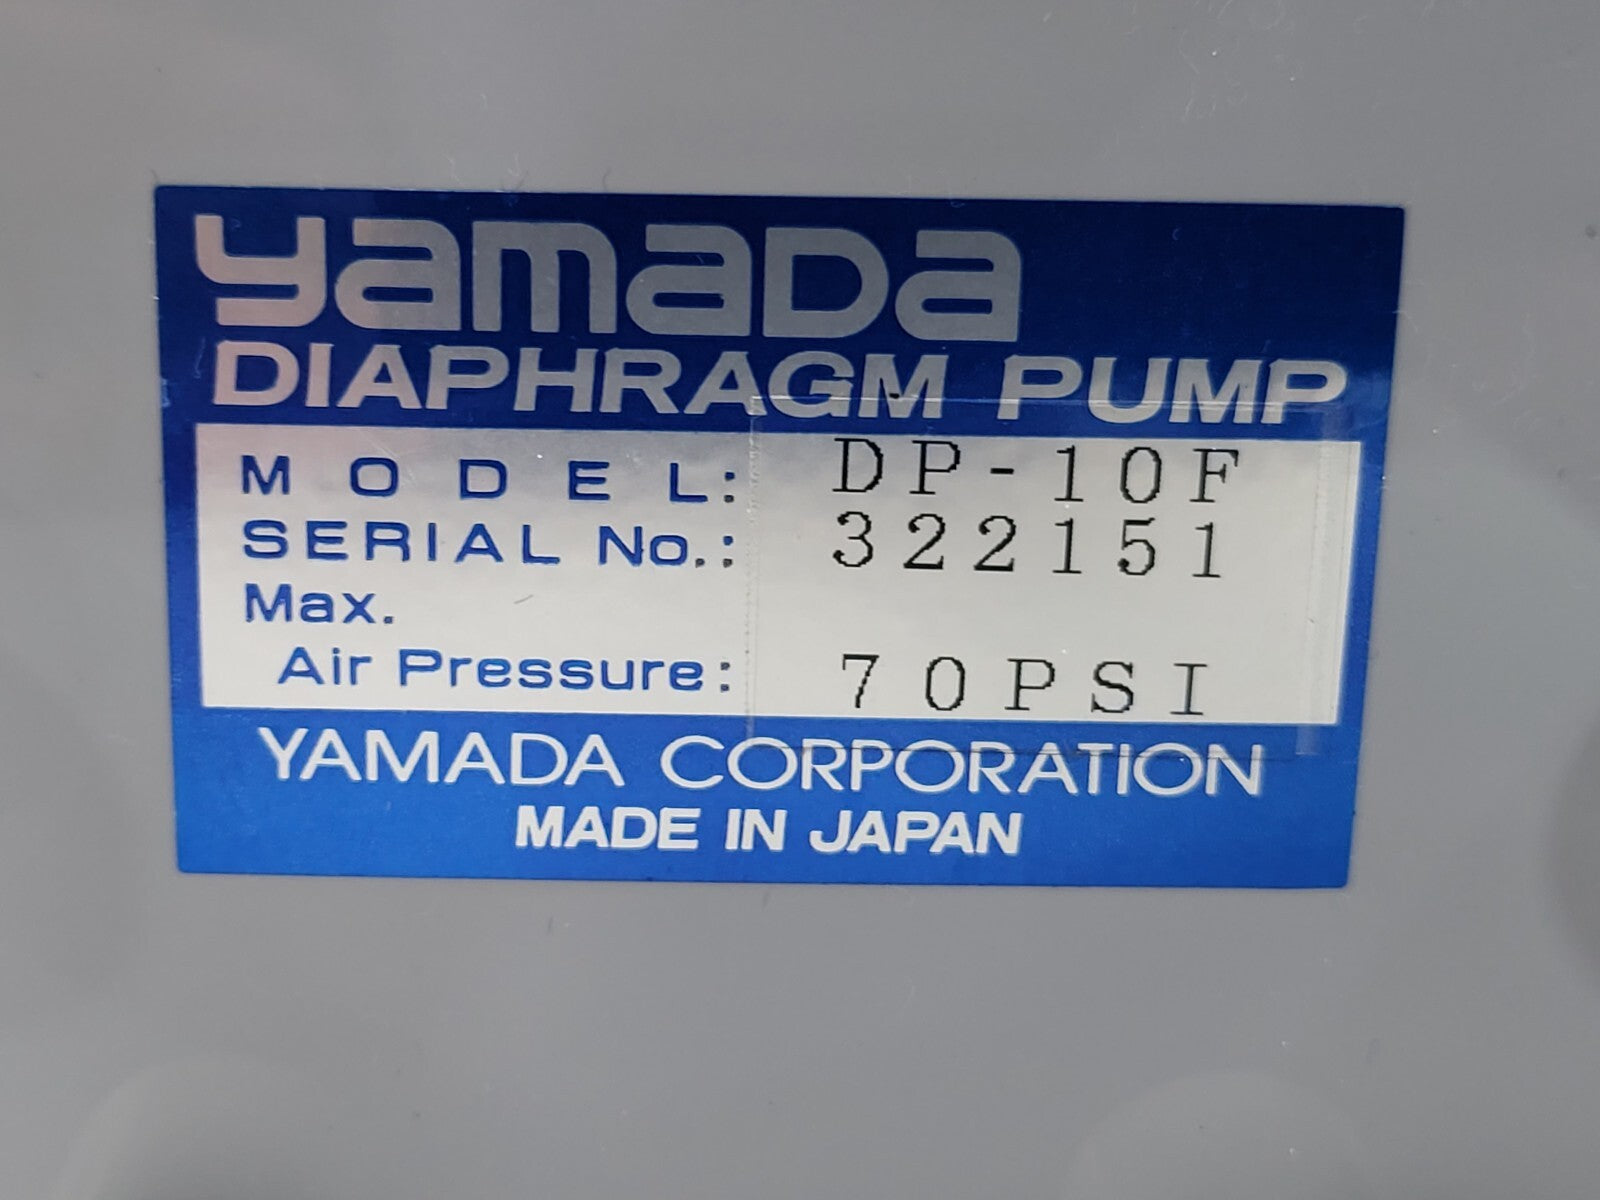 yamada
DIAPHRAGM PUMP
MODEL: DP-10F
SERIAL No.: 322151
Max.
Air Pressure: 70PSI
YAMADA CORPORATION
MADE IN JAPAN